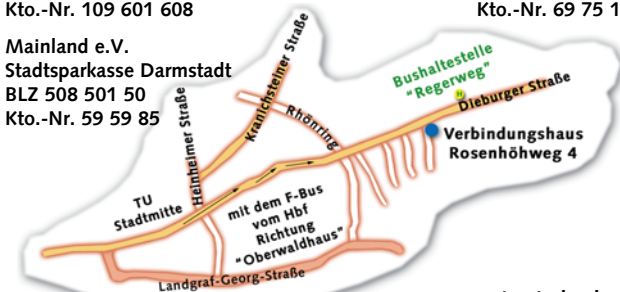 Kto.-Nr. 109 601 608
Kto.-Nr. 69 75 1
Mainland e.V.
Stadtsparkasse Darmstadt
BLZ 508 501 50
Kto.-Nr. 59 59 85
Heinheimer Straße
Kranichsteiner Straße
Rhönring
Bushaltestelle
"Regerweg"
H
Dieburger Straße
Verbindungshaus
Rosenhöhweg 4
TU
Stadtmitte
mit dem F-Bus
vom Hbf
Richtung
"Oberwaldhaus"
Landgraf-Georg-Straße